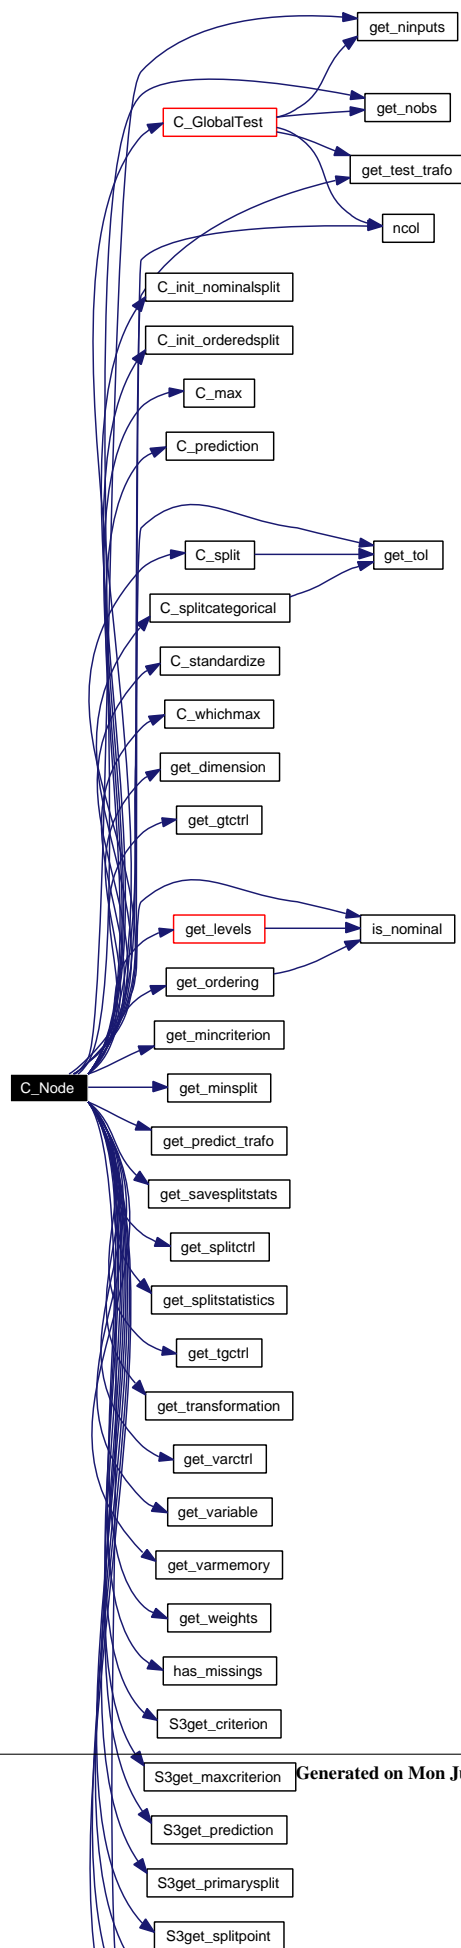 get_ninputs
get_nobs
C_GlobalTest
get_test_trafo
ncol
C_init_nominalsplit
C_init_orderedsplit
C_max
C_prediction
C_split
get_tol
C_splitcategorical
C_standardize
C_whichmax
get_dimension
get_gtctrl
get_levels
is_nominal
get_ordering
get_mincriterion
C_Node
get_minsplit
get_predict_trafo
get_savesplitstats
get_splitctrl
get_splitstatistics
get_tgctrl
get_transformation
get_varctrl
get_variable
get_varmemory
get_weights
has_missings
S3get_criterion
S3get_maxcriterion
Generated on Mon
S3get_prediction
S3get_primarysplit
S3get_splitpoint